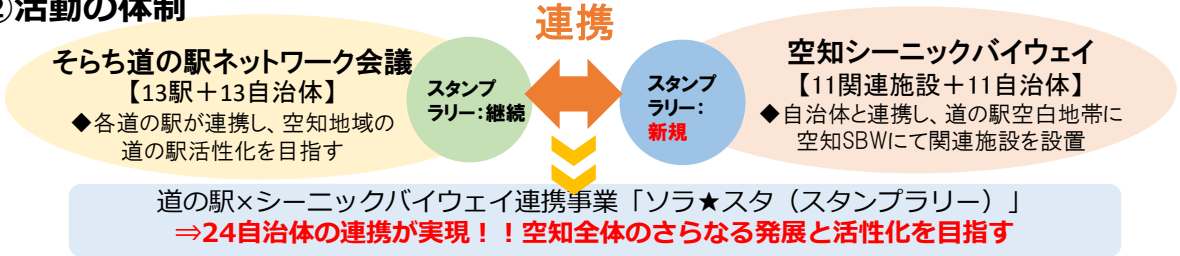 ②活動の体制
連携
そらち道の駅ネットワーク会議
【13駅＋13自治体】
◆各道の駅が連携し、空知地域の
道の駅活性化を目指す
スタンプ
ラリー：継続
スタンプ
ラリー：
新規
空知シーニックバイウェイ
【11関連施設＋11自治体】
◆自治体と連携し、道の駅空白地帯に
空知SBWにて関連施設を設置
道の駅×シーニックバイウェイ連携事業「ソラ★スタ（スタンプラリー）」
⇒24自治体の連携が実現！！空知全体のさらなる発展と活性化を目指す